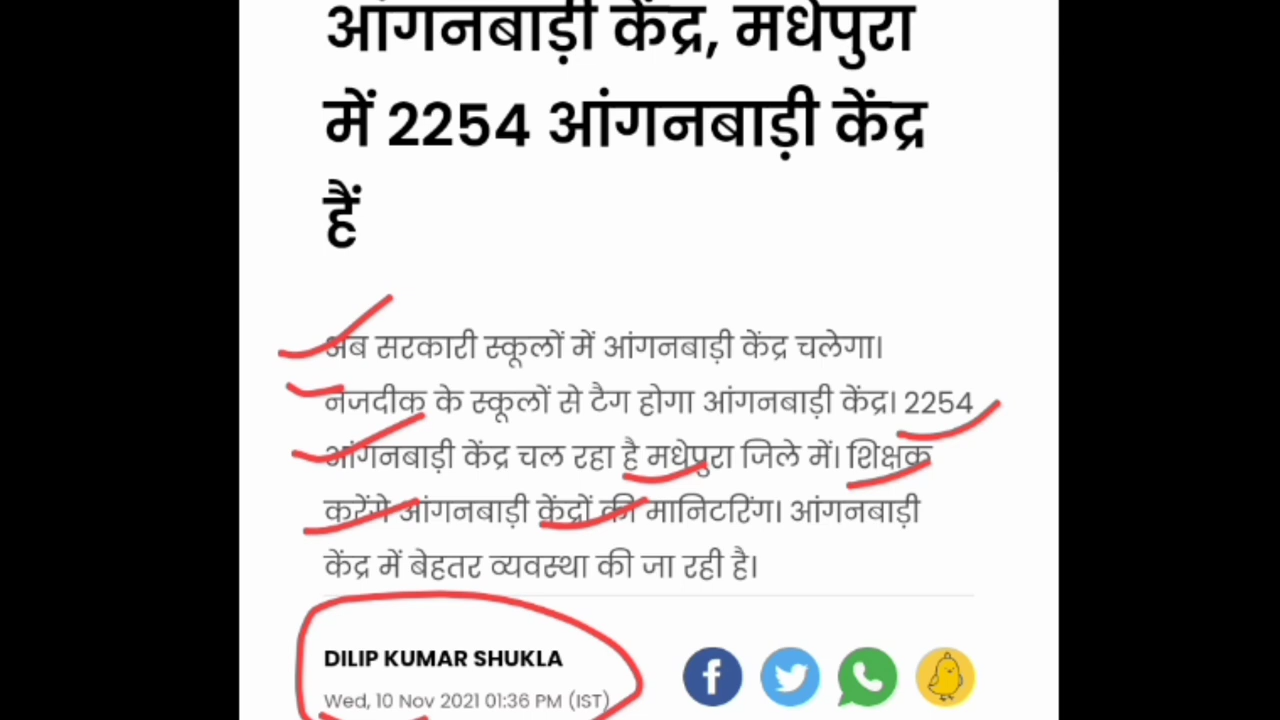 आंगनबाड़ी केंद्र, मधेपुरा
में 2254 आंगनबाड़ी केंद्र
हैं
अब सरकारी स्कूलों में आंगनबाड़ी केंद्र चलेगा।
नजदीक के स्कूलों से टैग होगा आंगनबाड़ी केंद्र। 2254
आंगनबाड़ी केंद्र चल रहा है मधेपुरा जिले में। शिक्षक
करेंगे आंगनबाड़ी केंद्रों की मानिटरिंग। आंगनबाड़ी
केंद्र में बेहतर व्यवस्था की जा रही है।
DILIP KUMAR SHUKLA
Wed, 10 Nov 2021 01:36 PM (IST)